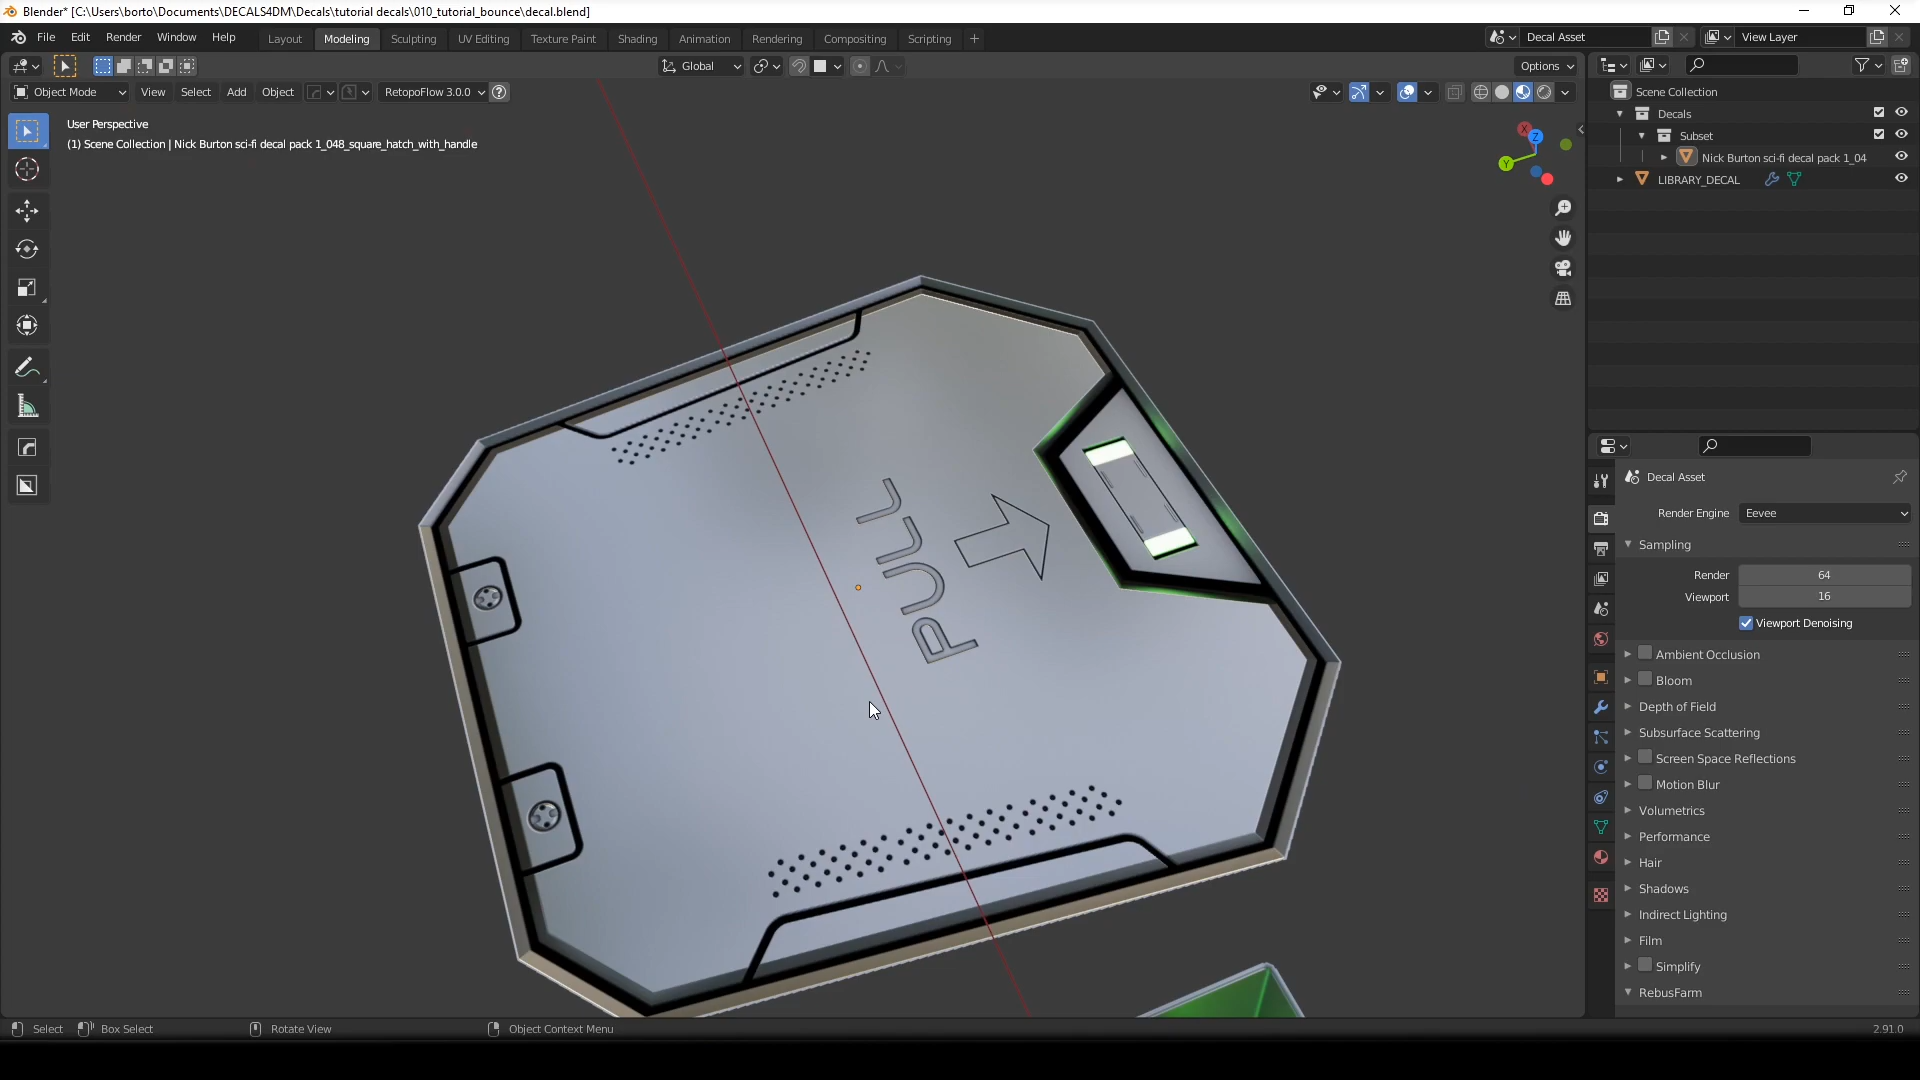 Blender* [C:\Users\borto\Documents\DECALS4DM\Decals\tutorial decals\010_tutorial_bounce\decal.blend]
File Edit Render Window Help Layout Modeling Sculpting UV Editing Texture Paint Shading Animation Rendering Compositing Scripting + Decal Asset View Layer
Global Options
Object Mode View Select Add Object RetopoFlow 3.0.0 ?
User Perspective
(1) Scene Collection | Nick Burton sci-fi decal pack 1_048_square_hatch_with_handle
X
Z
Y
PULL
Scene Collection
Decals
Subset
Nick Burton sci-fi decal pack 1_04
LIBRARY_DECAL
Decal Asset
Render Engine Eevee
Sampling
Render 64
Viewport 16
Viewport Denoising
Ambient Occlusion
Bloom
Depth of Field
Subsurface Scattering
Screen Space Reflections
Motion Blur
Volumetrics
Performance
Hair
Shadows
Indirect Lighting
Film
Simplify
RebusFarm
Select Box Select Rotate View Object Context Menu 2.91.0